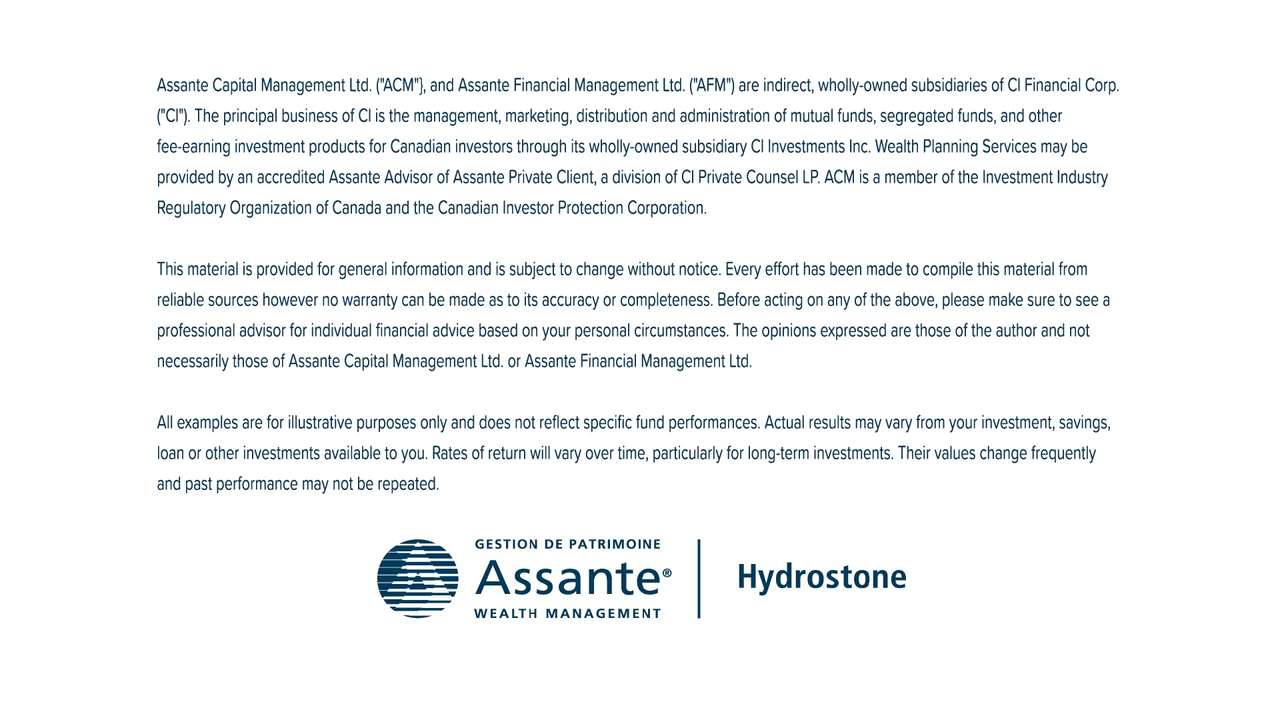 Assante Capital Management Ltd. ("ACM"}, and Assante Financial Management Ltd. ("AFM") are indirect, wholly-owned subsidiaries of CI Financial Corp.
("CI"). The principal business of CI is the management, marketing, distribution and administration of mutual funds, segregated funds, and other
fee-earning investment products for Canadian investors through its wholly-owned subsidiary CI Investments Inc. Wealth Planning Services may be
provided by an accredited Assante Advisor of Assante Private Client, a division of CI Private Counsel LP. ACM is a member of the Investment Industry
Regulatory Organization of Canada and the Canadian Investor Protection Corporation.
This material is provided for general information and is subject to change without notice. Every effort has been made to compile this material from
reliable sources however no warranty can be made as to its accuracy or completeness. Before acting on any of the above, please make sure to see a
professional advisor for individual financial advice based on your personal circumstances. The opinions expressed are those of the author and not
necessarily those of Assante Capital Management Ltd. or Assante Financial Management Ltd.
All examples are for illustrative purposes only and does not reflect specific fund performances. Actual results may vary from your investment, savings,
loan or other investments available to you. Rates of return will vary over time, particularly for long-term investments. Their values change frequently
and past performance may not be repeated.
GESTION DE PATRIMOINE
Assante®
WEALTH MANAGEMENT
Hydrostone